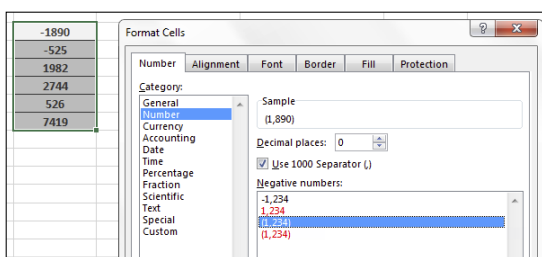 -1890
-525
1982
2744
526
7419
Format Cells
?
Number Alignment Font Border Fill Protection
Category:
General
Number
Currency
Accounting
Date
Time
Percentage
Fraction
Scientific
Text
Special
Custom
Sample
(1,890)
Decimal places: 0
Use 1000 Separator (,)
Negative numbers:
-1,234
1,234
(1,234)
(1,234)